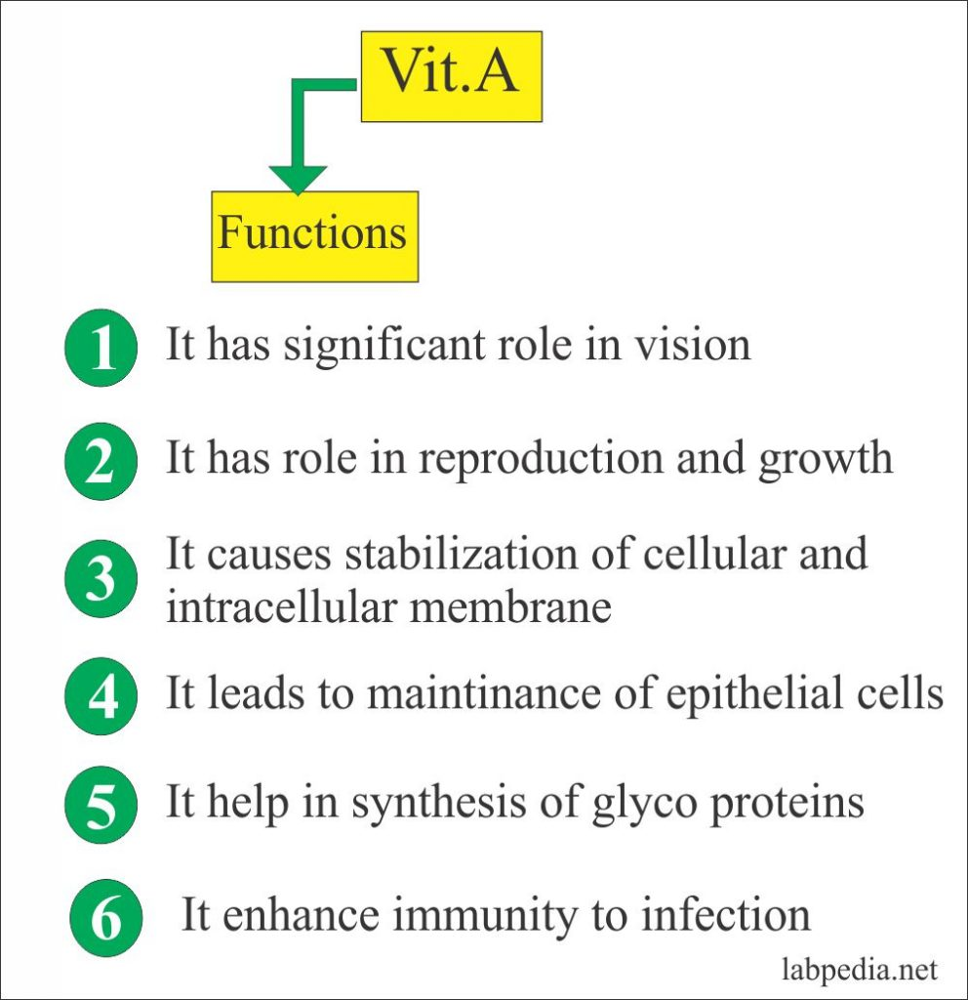 Vit.A
Functions
1 It has significant role in vision
2 It has role in reproduction and growth
3 It causes stabilization of cellular and
intracellular membrane
4 It leads to maintinance of epithelial cells
5 It help in synthesis of glyco proteins
6 It enhance immunity to infection
labpedia.net